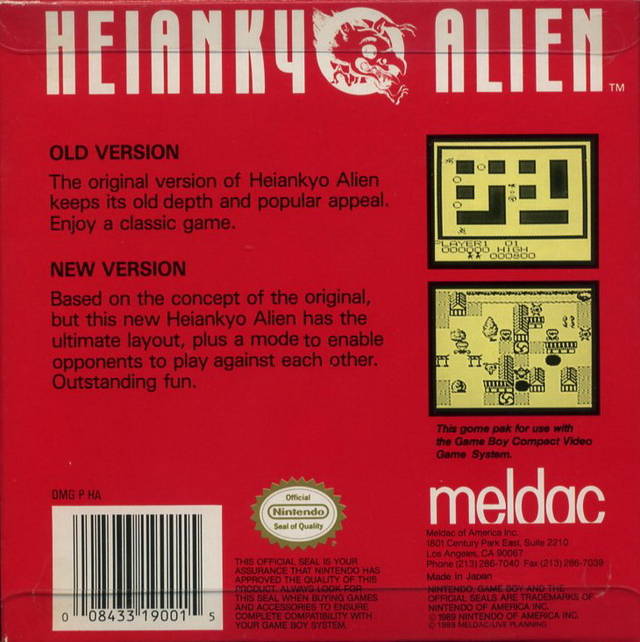 HEIANKYO ALIEN TM
OLD VERSION
The original version of Heiankyo Alien
keeps its old depth and popular appeal.
Enjoy a classic game.
NEW VERSION
Based on the concept of the original,
but this new Heiankyo Alien has the
ultimate layout, plus a mode to enable
opponents to play against each other.
Outstanding fun.
PLAYER1 01
000000 HIGH
000800
This game pak for use with
the Game Boy Compact Video
Game System.
DMG P HA
0 08433 19001 5
Official
Nintendo
Seal of Quality
THIS OFFICIAL SEAL IS YOUR
ASSURANCE THAT NINTENDO HAS
APPROVED THE QUALITY OF THIS
PRODUCT. ALWAYS LOOK FOR
THIS SEAL WHEN BUYING GAMES
AND ACCESSORIES TO ENSURE
COMPLETE COMPATIBILITY WITH
YOUR GAME BOY SYSTEM.
meldac
Meldac of America Inc.
1801 Century Park East, Suite 2210
Los Angeles, CA 90067
Phone (213) 286-7040 Fax (213) 286-7039
Made in Japan
NINTENDO, GAME BOY AND THE
OFFICIAL SEALS ARE TRADEMARKS OF
NINTENDO OF AMERICA INC.
© 1989 NINTENDO OF AMERICA INC.
© 1989 MELDAC/LIVE PLANNING